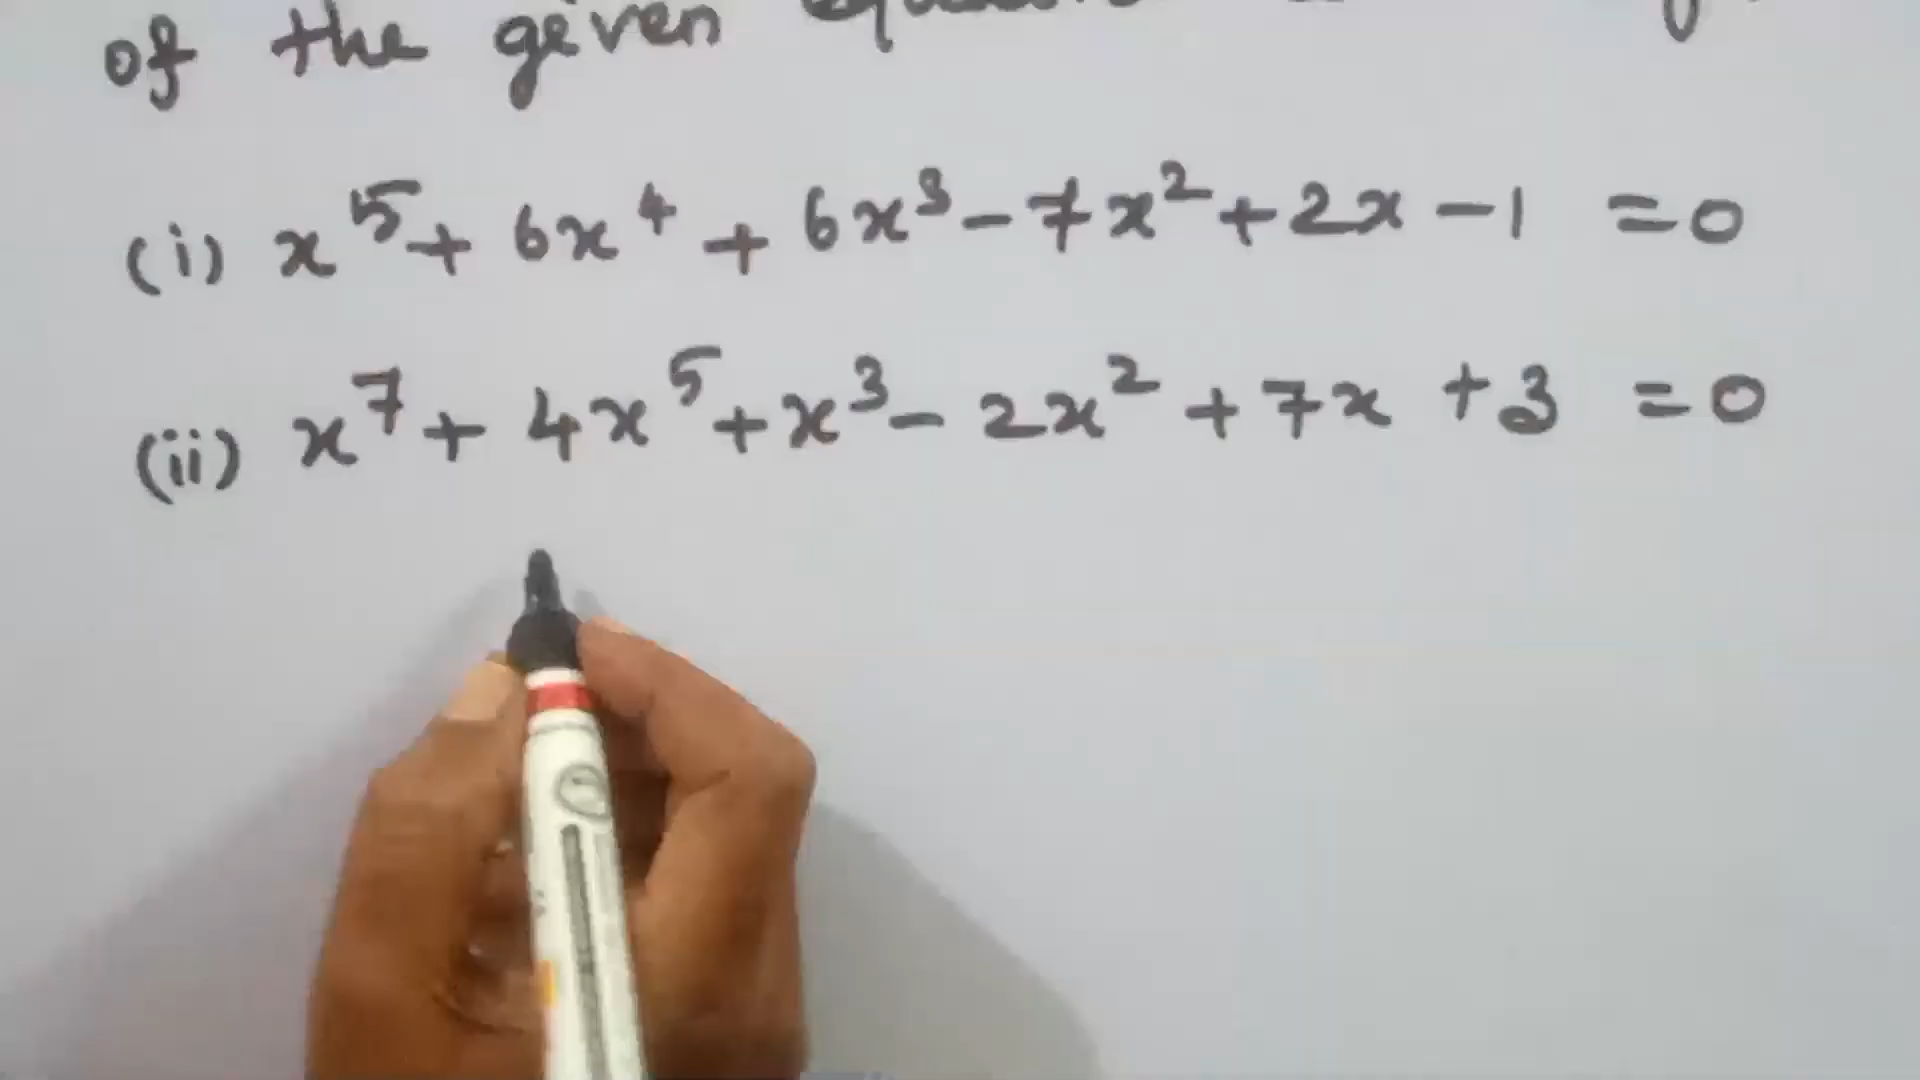 of the given
(i) x⁵ + 6x⁴ + 6x³ - 7x² + 2x - 1 = 0
(ii) x⁷ + 4x⁵ + x³ - 2x² + 7x + 3 = 0